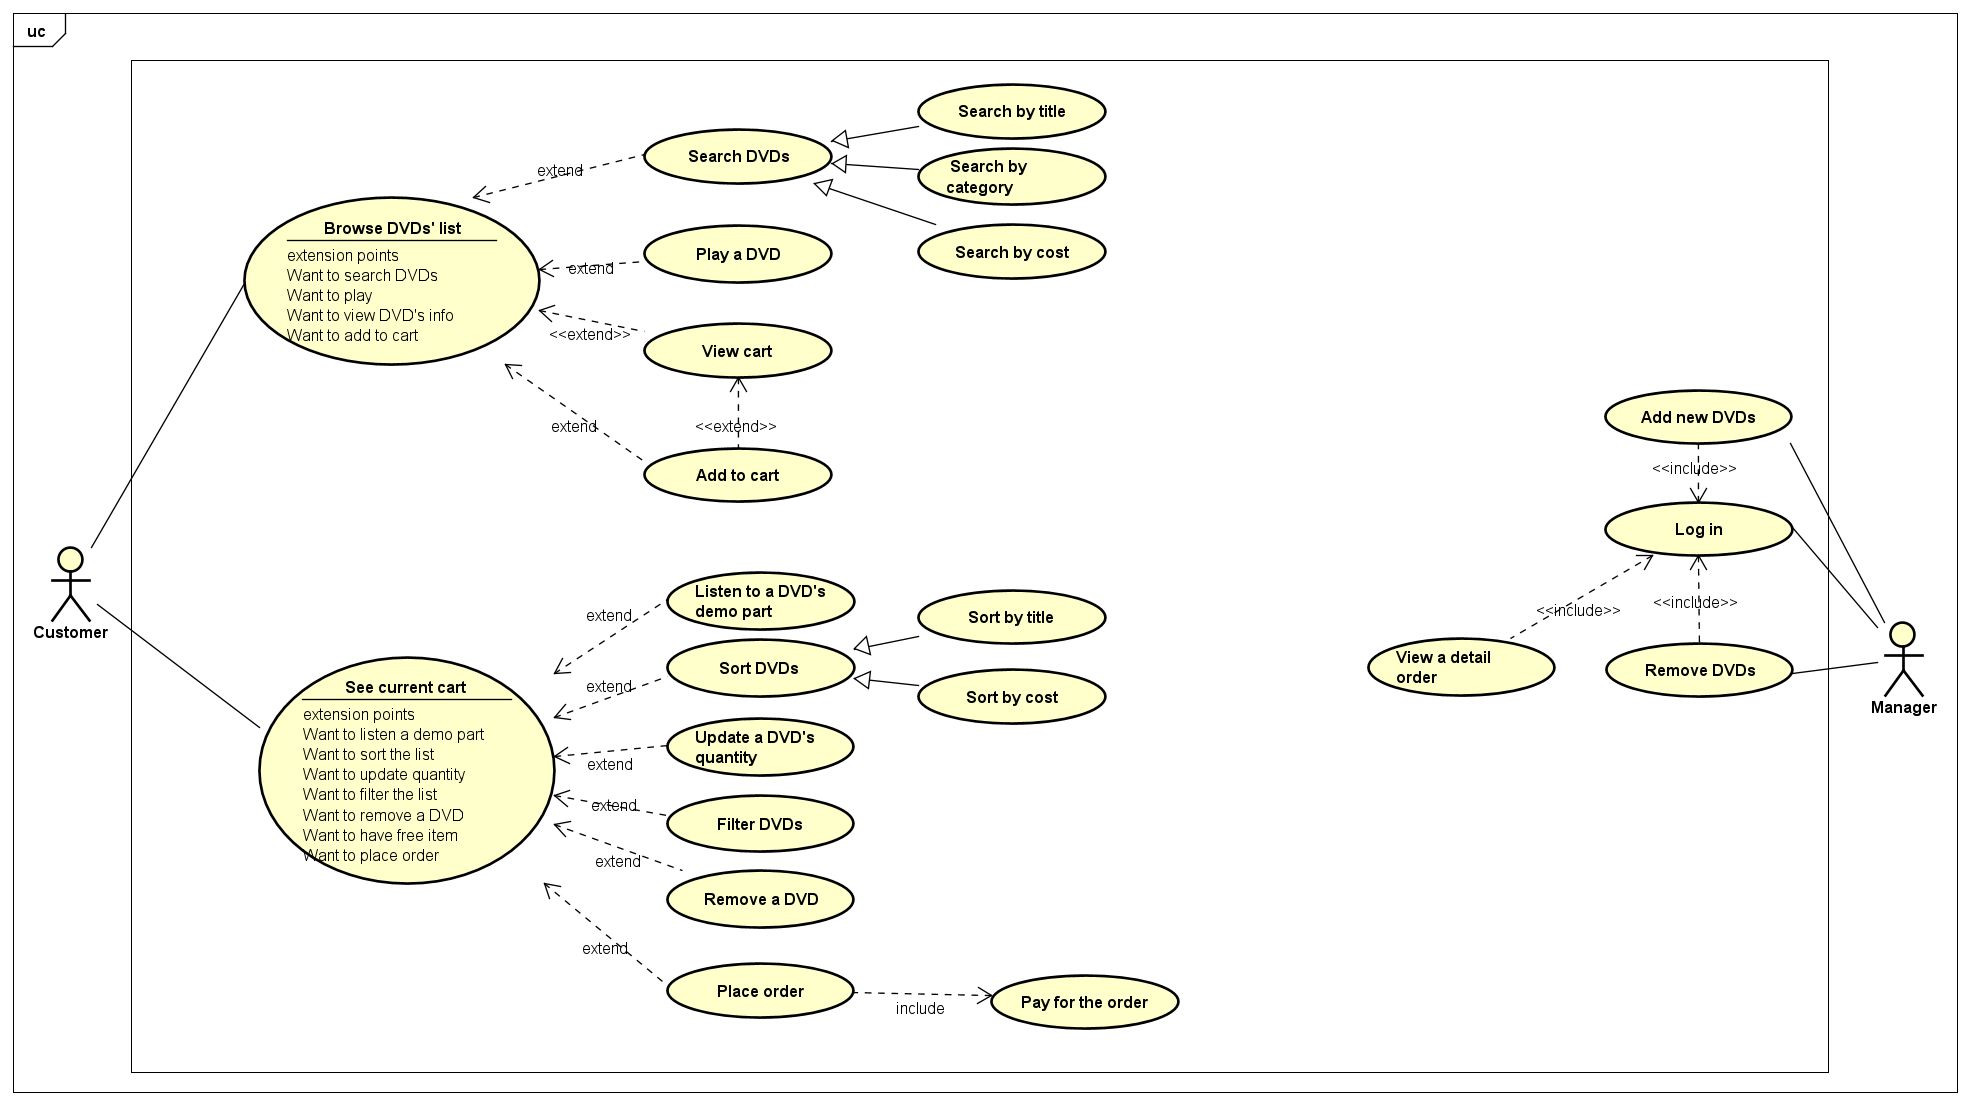 uc
Search by title
Search DVDs
Search by
category
extend
Search by cost
Browse DVDs' list
extension points
Want to search DVDs
Want to play
Want to view DVD's info
Want to add to cart
Play a DVD
extend
<<extend>>
View cart
extend
<<extend>>
Add to cart
Add new DVDs
<<include>>
Log in
<<include>>
<<include>>
View a detail
order
Remove DVDs
Manager
Customer
Listen to a DVD's
demo part
extend
Sort by title
Sort DVDs
extend
Sort by cost
See current cart
extension points
Want to listen a demo part
Want to sort the list
Want to update quantity
Want to filter the list
Want to remove a DVD
Want to have free item
Want to place order
Update a DVD's
quantity
extend
extend
Filter DVDs
extend
Remove a DVD
extend
Place order
include
Pay for the order